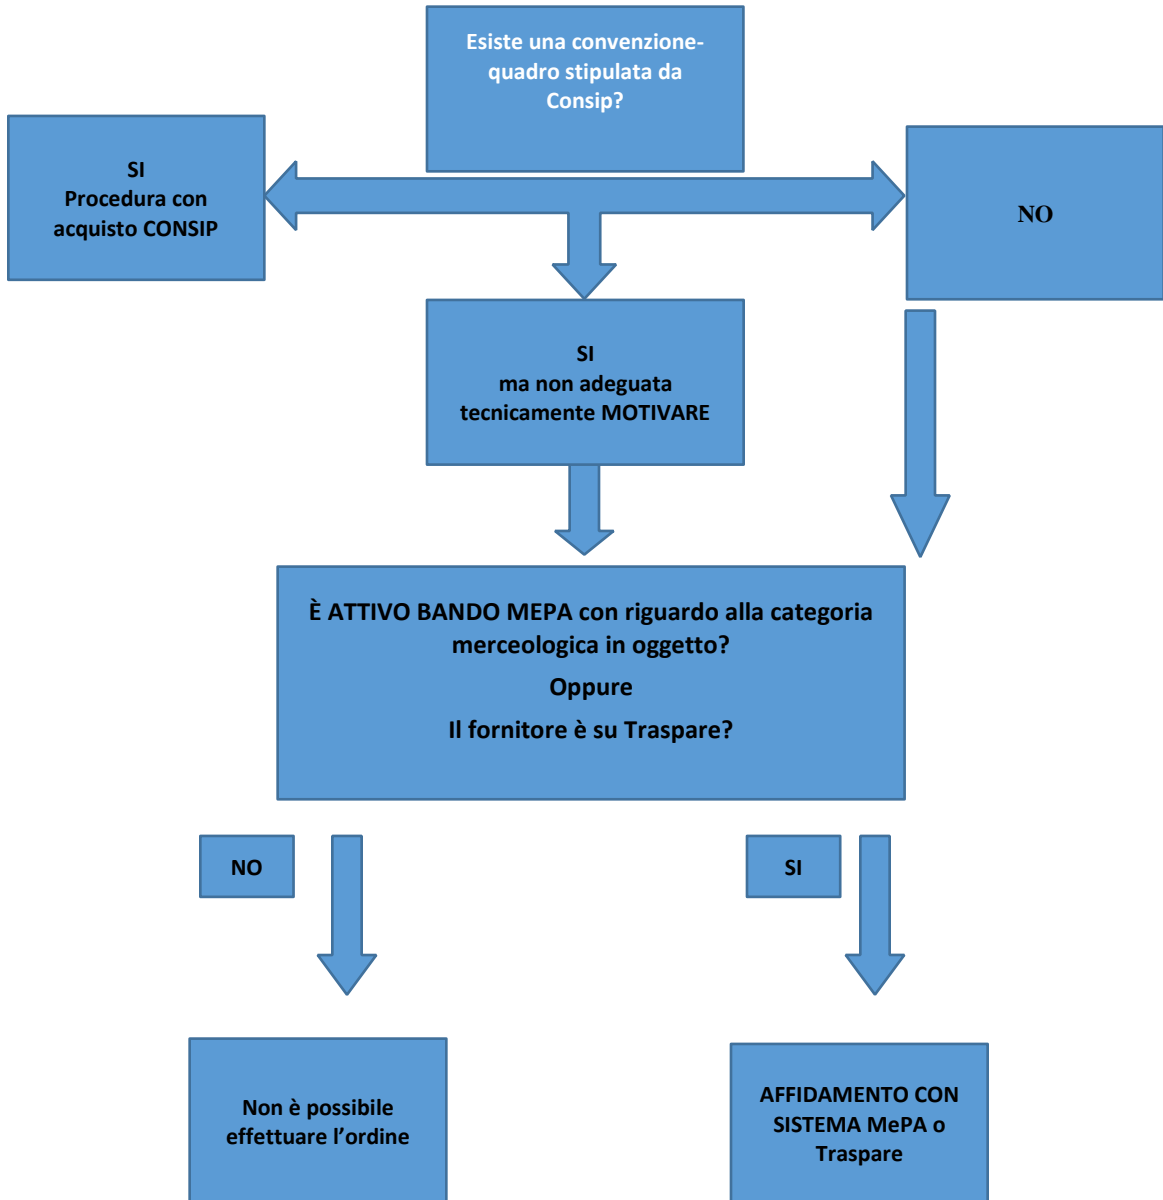 Esiste una convenzione-
quadro stipulata da
Consip?
SI
Procedura con
acquisto CONSIP
NO
SI
ma non adeguata
tecnicamente MOTIVARE
È ATTIVO BANDO MEPA con riguardo alla categoria
merceologica in oggetto?
Oppure
Il fornitore è su Traspare?
NO
SI
Non è possibile
effettuare l’ordine
AFFIDAMENTO CON
SISTEMA MePA o
Traspare